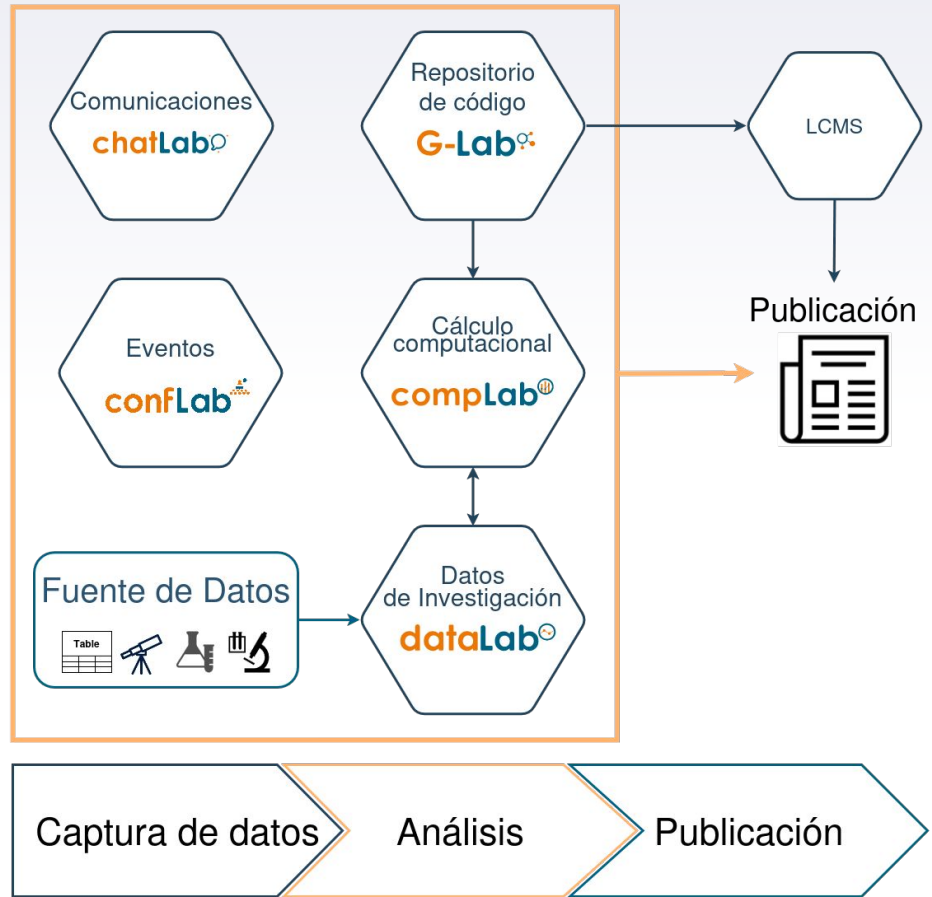 Comunicaciones
chatLab
Repositorio
de código
G-Lab
LCMS
Eventos
confLab
Cálculo
computacional
compLab
Publicación
Fuente de Datos
Table
Datos
de Investigación
dataLab
Captura de datos
Análisis
Publicación